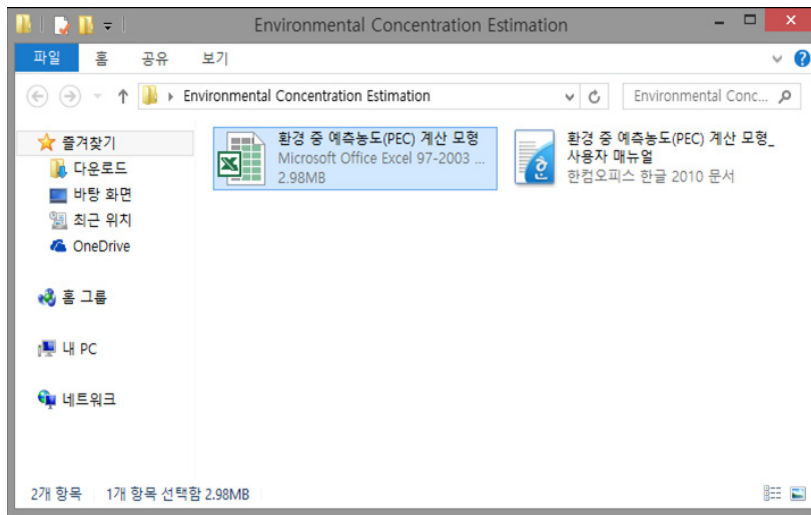 Environmental Concentration Estimation
파일 홈 공유 보기
Environmental Concentration Estimation
Environmental Conc...
즐겨찾기
다운로드
바탕 화면
최근 위치
OneDrive
홈 그룹
내 PC
네트워크
환경 중 예측농도(PEC) 계산 모형
Microsoft Office Excel 97-2003 ...
2.98MB
환경 중 예측농도(PEC) 계산 모형_
사용자 매뉴얼
한컴오피스 한글 2010 문서
2개 항목 1개 항목 선택함 2.98MB